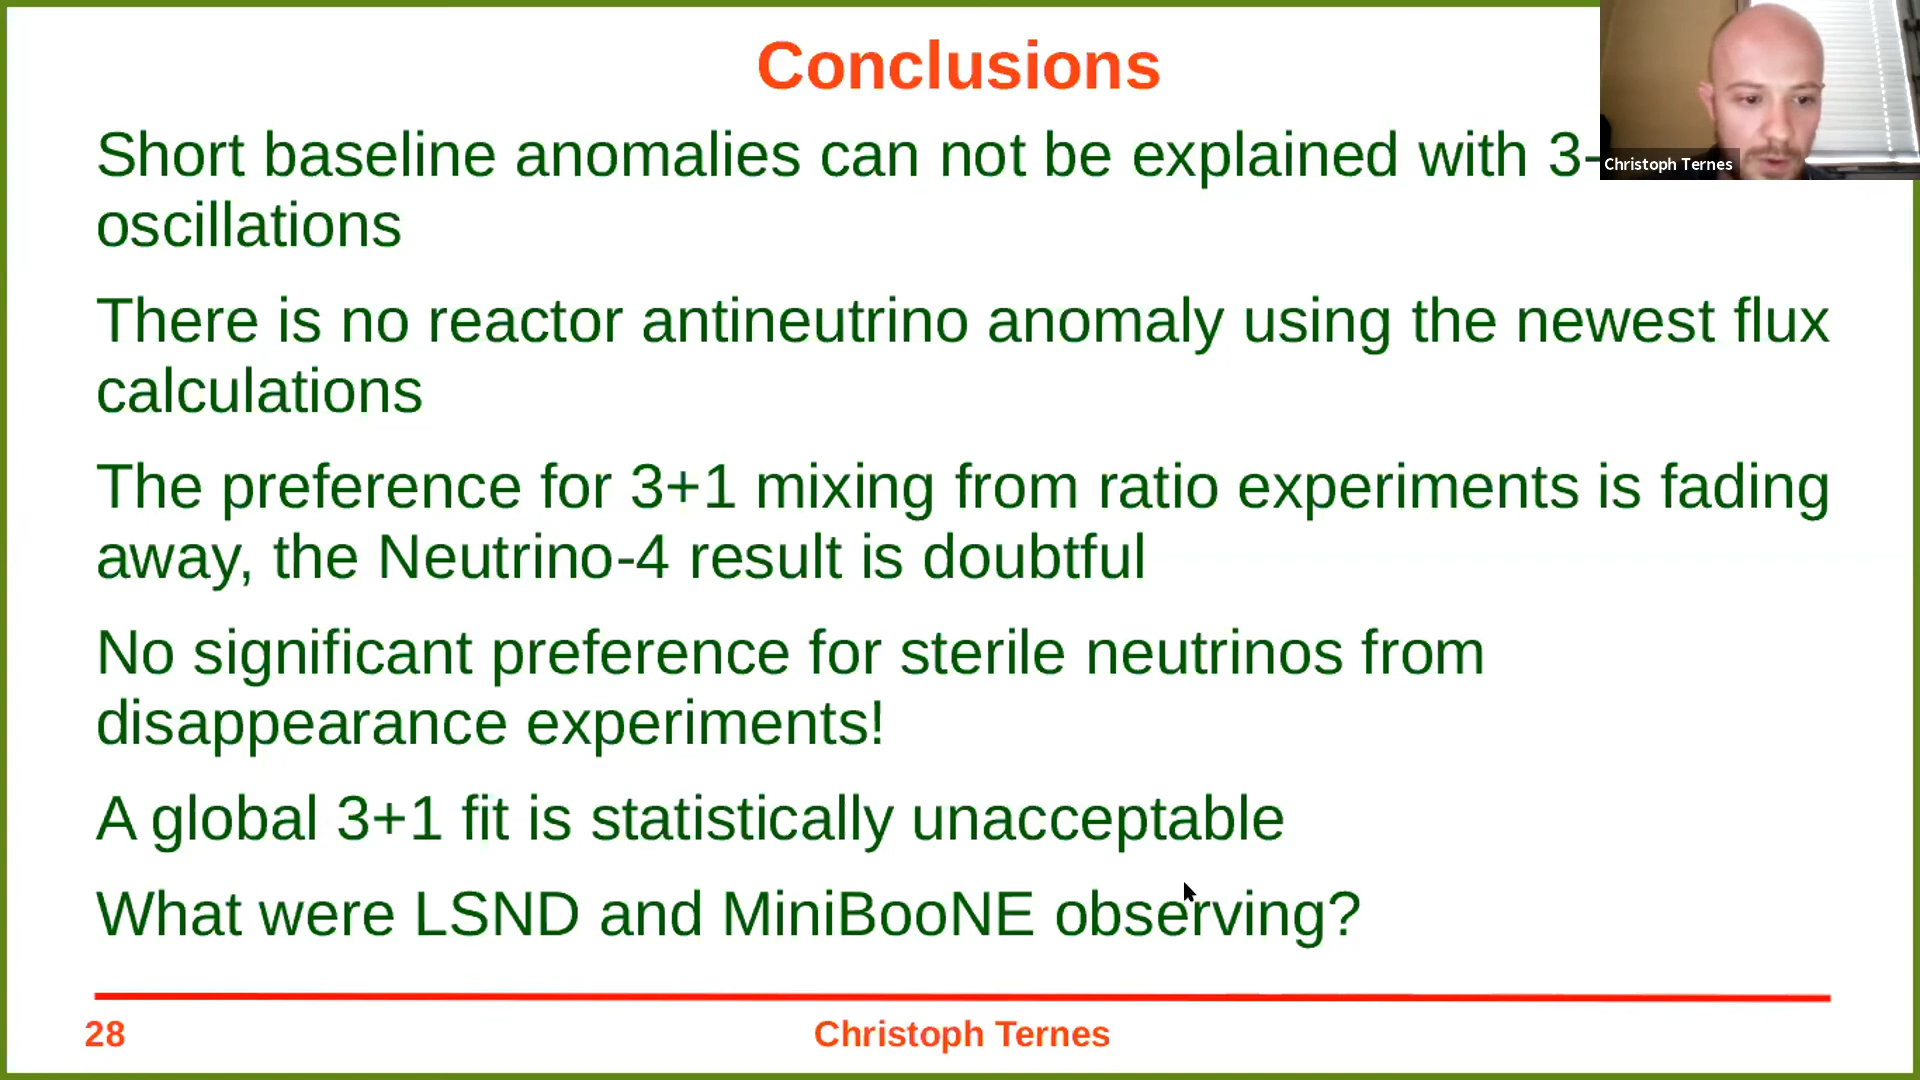 Conclusions
Short baseline anomalies can not be explained with 3-
oscillations
There is no reactor antineutrino anomaly using the newest flux
calculations
The preference for 3+1 mixing from ratio experiments is fading
away, the Neutrino-4 result is doubtful
No significant preference for sterile neutrinos from
disappearance experiments!
A global 3+1 fit is statistically unacceptable
What were LSND and MiniBooNE observing?
28
Christoph Ternes
Christoph Ternes